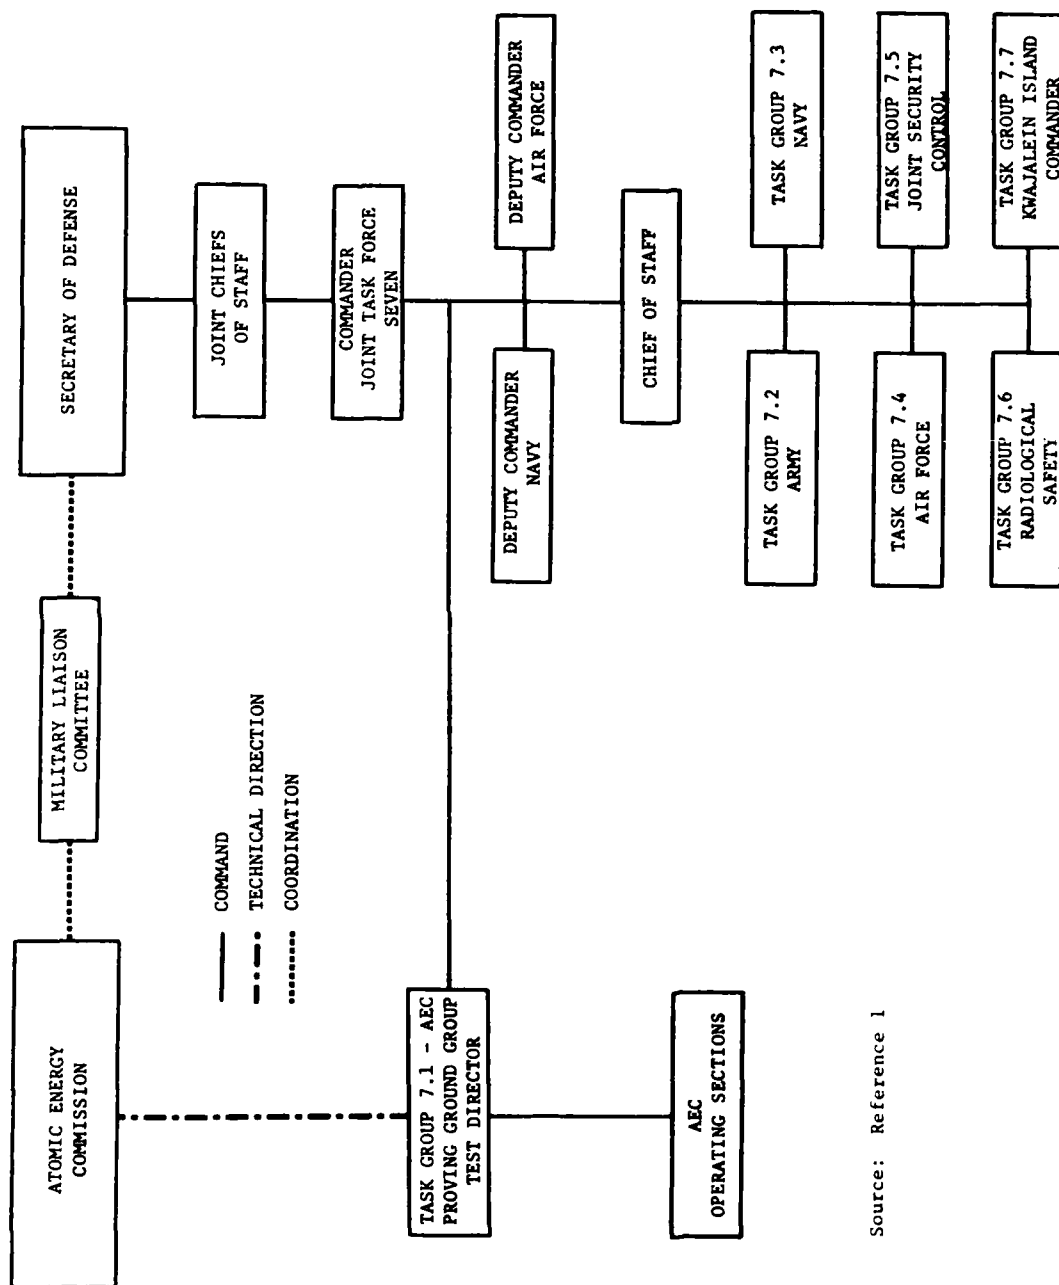 ATOMIC ENERGY
COMMISSION
MILITARY LIAISON
COMMITTEE
SECRETARY OF DEFENSE
COMMAND
TECHNICAL DIRECTION
COORDINATION
JOINT CHIEFS
OF STAFF
COMMANDER
JOINT TASK FORCE
SEVEN
TASK GROUP 7.1 - AEC
PROVING GROUND GROUP
TEST DIRECTOR
DEPUTY COMMANDER
NAVY
DEPUTY COMMANDER
AIR FORCE
AEC
OPERATING SECTIONS
CHIEF OF STAFF
TASK GROUP 7.2
ARMY
TASK GROUP 7.3
NAVY
TASK GROUP 7.4
AIR FORCE
TASK GROUP 7.5
JOINT SECURITY
CONTROL
TASK GROUP 7.6
RADIOLOGICAL
SAFETY
TASK GROUP 7.7
KWAJALEIN ISLAND
COMMANDER
Source: Reference 1